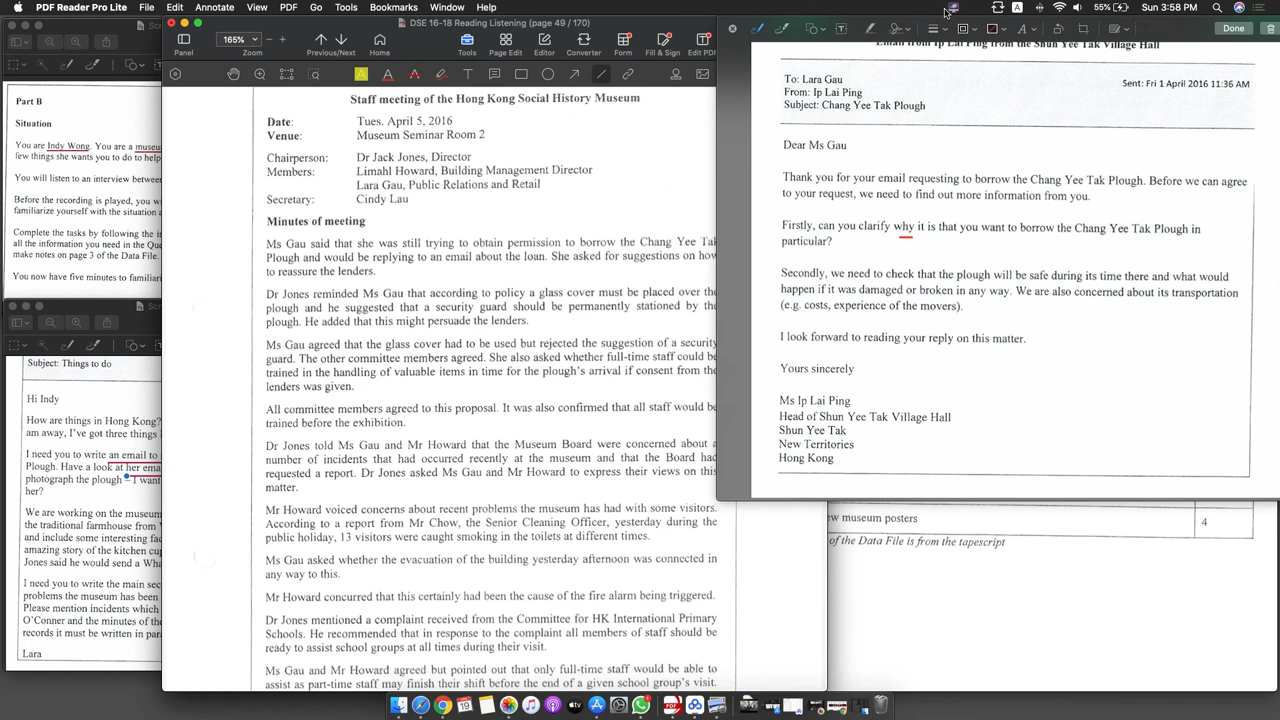 PDF Reader Pro Lite File Edit Annotate View PDF Go Tools Bookmarks Window Help
A 55% Sun 3:58 PM
DSE 16-18 Reading Listening (page 49 / 170)
165%
Panel Zoom Previous/Next Home Tools Page Edit Editor Converter Form Fill & Sign Edit PDF
Part B
Situation
You are Indy Wong. You are a museu
few things she wants you to do to help
You will listen to an interview between
Before the recording is played, you wi
familiarize yourself with the situation a
Complete the tasks by following the in
all the information you need in the Que
make notes on page 3 of the Data File.
You now have five minutes to familiari
Subject: Things to do
Hi Indy
How are things in Hong Kong?
am away, I've got three things
I need you to write an email to
Plough. Have a look at her ema
photograph the plough – I want
her?
We are working on the museum
the traditional farmhouse from
and include some interesting fac
amazing story of the kitchen cup
Jones said he would send a Wha
I need you to write the main sec
problems the museum has been
Please mention incidents which
O'Conner and the minutes of the
records it must be written in par
Lara
Staff meeting of the Hong Kong Social History Museum
Date: Tues. April 5, 2016
Venue: Museum Seminar Room 2
Chairperson: Dr Jack Jones, Director
Members: Limahl Howard, Building Management Director
Lara Gau, Public Relations and Retail
Secretary: Cindy Lau
Minutes of meeting
Ms Gau said that she was still trying to obtain permission to borrow the Chang Yee Tak
Plough and would be replying to an email about the loan. She asked for suggestions on how
to reassure the lenders.
Dr Jones reminded Ms Gau that according to policy a glass cover must be placed over the
plough and he suggested that a security guard should be permanently stationed by the
plough. He added that this might persuade the lenders.
Ms Gau agreed that the glass cover had to be used but rejected the suggestion of a security
guard. The other committee members agreed. She also asked whether full-time staff could be
trained in the handling of valuable items in time for the plough's arrival if consent from the
lenders was given.
All committee members agreed to this proposal. It was also confirmed that all staff would be
trained before the exhibition.
Dr Jones told Ms Gau and Mr Howard that the Museum Board were concerned about a
number of incidents that had occurred recently at the museum and that the Board had
requested a report. Dr Jones asked Ms Gau and Mr Howard to express their views on this
matter.
Mr Howard voiced concerns about recent problems the museum has had with some visitors.
According to a report from Mr Chow, the Senior Cleaning Officer, yesterday during the
public holiday, 13 visitors were caught smoking in the toilets at different times.
Ms Gau asked whether the evacuation of the building yesterday afternoon was connected in
any way to this.
Mr Howard concurred that this certainly had been the cause of the fire alarm being triggered.
Dr Jones mentioned a complaint received from the Committee for HK International Primary
Schools. He recommended that in response to the complaint all members of staff should be
ready to assist school groups at all times during their visit.
Ms Gau and Mr Howard agreed but pointed out that only full-time staff would be able to
assist as part-time staff may finish their shift before the end of a given school group's visit.
Done
Email from Ip Lai Ping from the Shun Yee Tak Village Hall
To: Lara Gau
Sent: Fri 1 April 2016 11:36 AM
From: Ip Lai Ping
Subject: Chang Yee Tak Plough
Dear Ms Gau
Thank you for your email requesting to borrow the Chang Yee Tak Plough. Before we can agree
to your request, we need to find out more information from you.
Firstly, can you clarify why it is that you want to borrow the Chang Yee Tak Plough in
particular?
Secondly, we need to check that the plough will be safe during its time there and what would
happen if it was damaged or broken in any way. We are also concerned about its transportation
(e.g. costs, experience of the movers).
I look forward to reading your reply on this matter.
Yours sincerely
Ms Ip Lai Ping
Head of Shun Yee Tak Village Hall
Shun Yee Tak
New Territories
Hong Kong
ew museum posters 4
of the Data File is from the tapescript